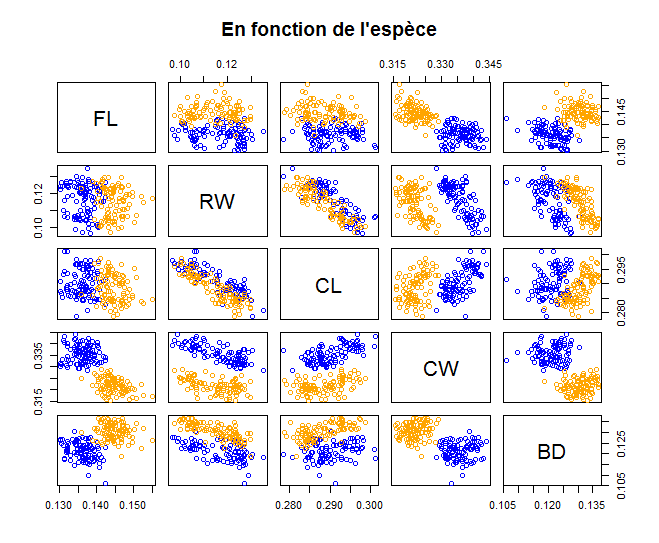 En fonction de l'espèce
0.10 0.12 0.315 0.330 0.345
FL
0.130 0.145
0.10 0.12
RW
CL
0.280 0.295
0.315 0.335
CW
BD
0.105 0.125
0.130 0.140 0.150 0.280 0.290 0.300 0.105 0.120 0.135